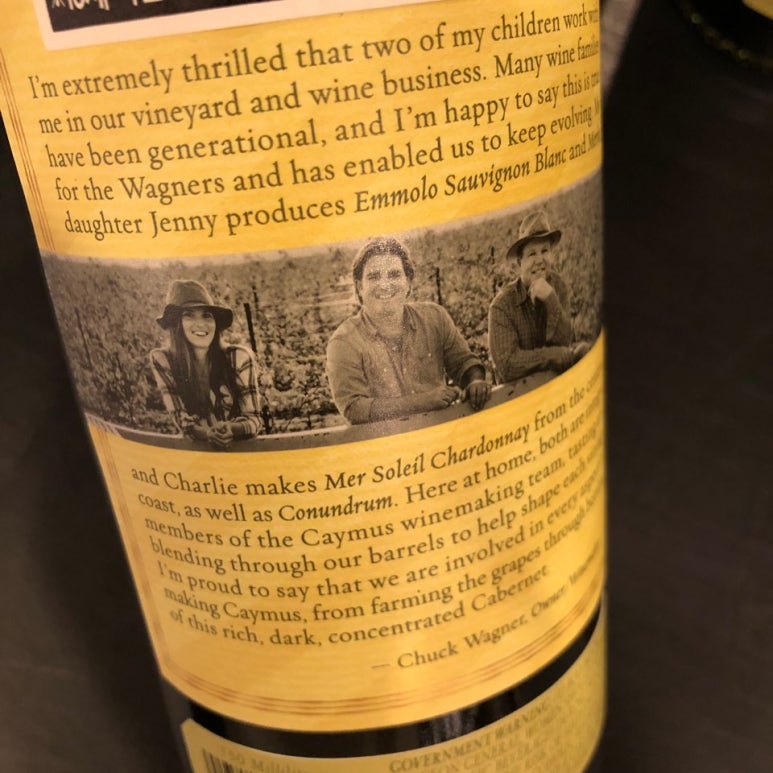 I'm extremely thrilled that two of my children work
me in our vineyard and wine business. Many wine families
have been generational, and I'm happy to say this is
for the Wagners and has enabled us to keep evolving.
daughter Jenny produces Emmolo Sauvignon Blanc and
and Charlie makes Mer Soleil Chardonnay from the
coast, as well as Conundrum. Here at home, both are
members of the Caymus winemaking team, tasting
blending through our barrels to help shape each
I'm proud to say that we are involved in every
making Caymus, from farming the grapes through
of this rich, dark, concentrated Cabernet.
— Chuck Wagner, Owner,
750
GOVERNMENT WARNING
GENERAL